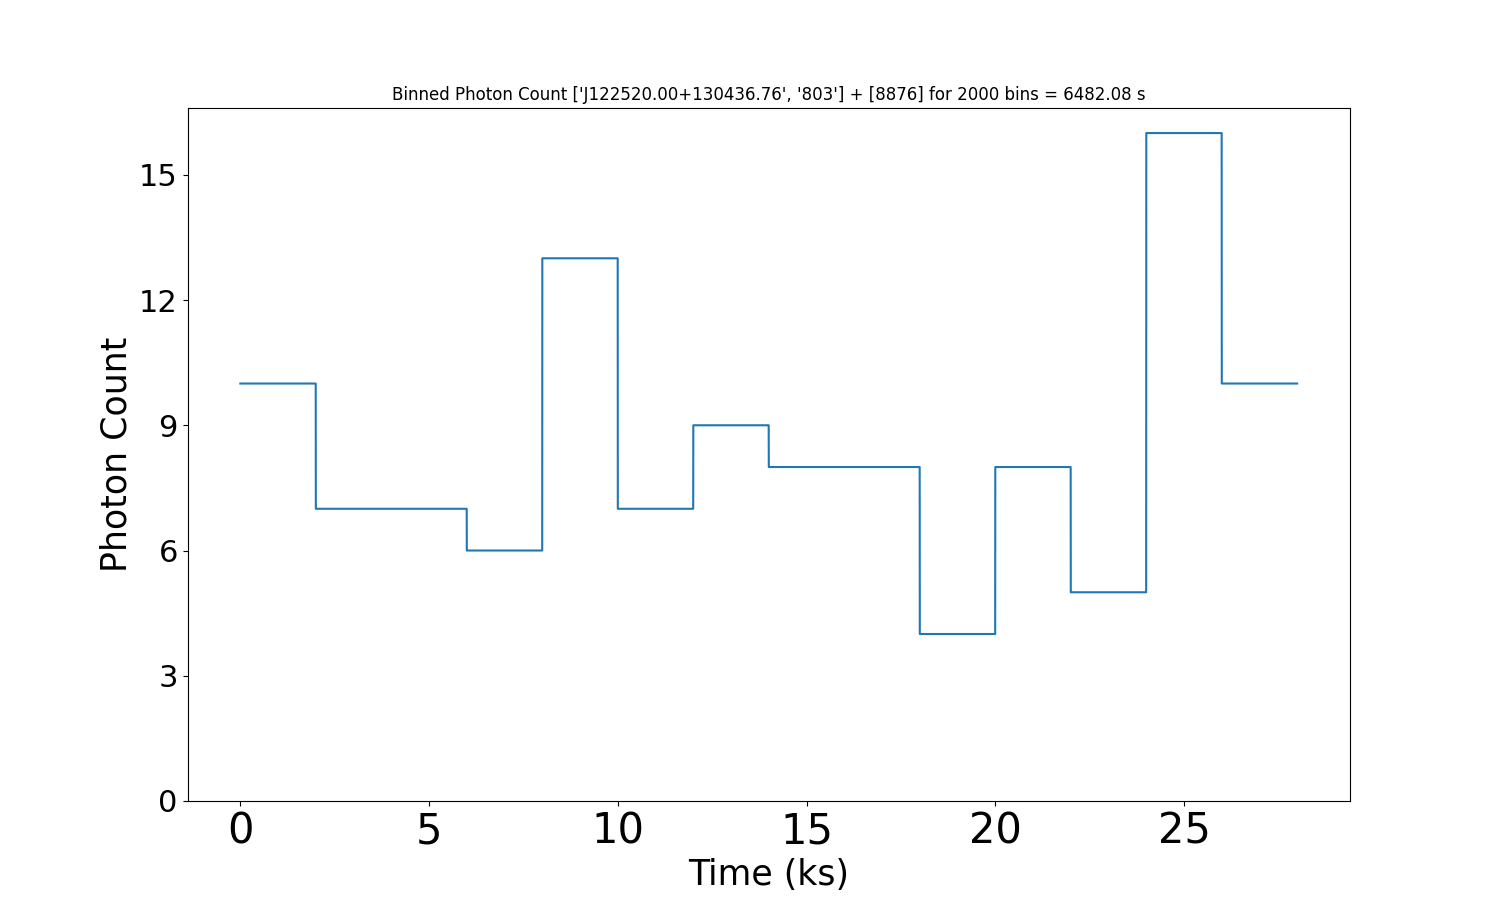 Binned Photon Count ['J122520.00+130436.76', '803'] + [8876] for 2000 bins = 6482.08 s
15
12
9
6
3
0
Photon Count
0 5 10 15 20 25
Time (ks)